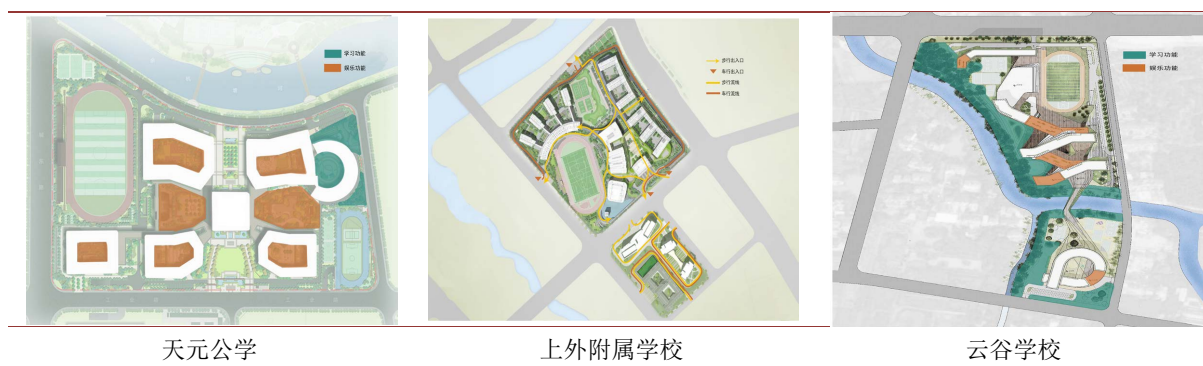 学习功能
娱乐功能
步行出入口
车行出入口
步行流线
车行流线
学习功能
娱乐功能
天元公学
上外附属学校
云谷学校